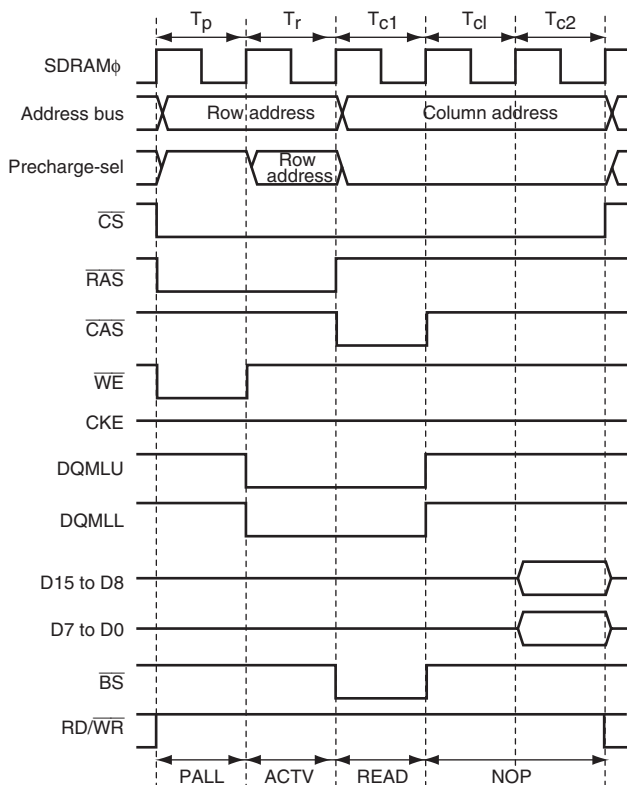 Tp Tr Tc1 Tcl Tc2
SDRAMφ
Address bus Row address Column address
Precharge-sel Row address
CS
RAS
CAS
WE
CKE
DQMLU
DQMLL
D15 to D8
D7 to D0
BS
RD/WR
PALL ACTV READ NOP